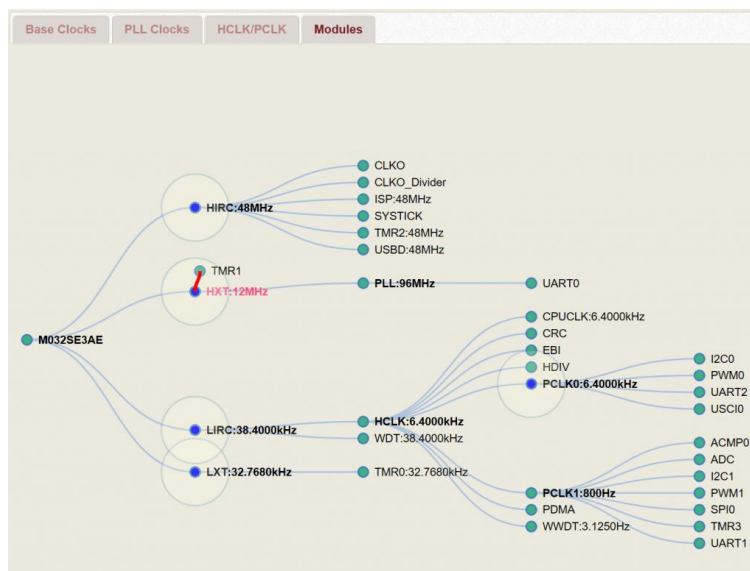 Base Clocks
PLL Clocks
HCLK/PCLK
Modules
CLKO
CLKO_Divider
HIRC:48MHz
ISP:48MHz
SYSTICK
TMR2:48MHz
USBD:48MHz
TMR1
HXT:12MHz
PLL:96MHz
UART0
M032SE3AE
CPUCLK:6.4000kHz
CRC
EBI
HDIV
PCLK0:6.4000kHz
I2C0
PWM0
UART2
USCI0
LIRC:38.4000kHz
HCLK:6.4000kHz
WDT:38.4000kHz
LXT:32.7680kHz
TMR0:32.7680kHz
PCLK1:800Hz
PDMA
WWDT:3.1250Hz
ACMP0
ADC
I2C1
PWM1
SPI0
TMR3
UART1